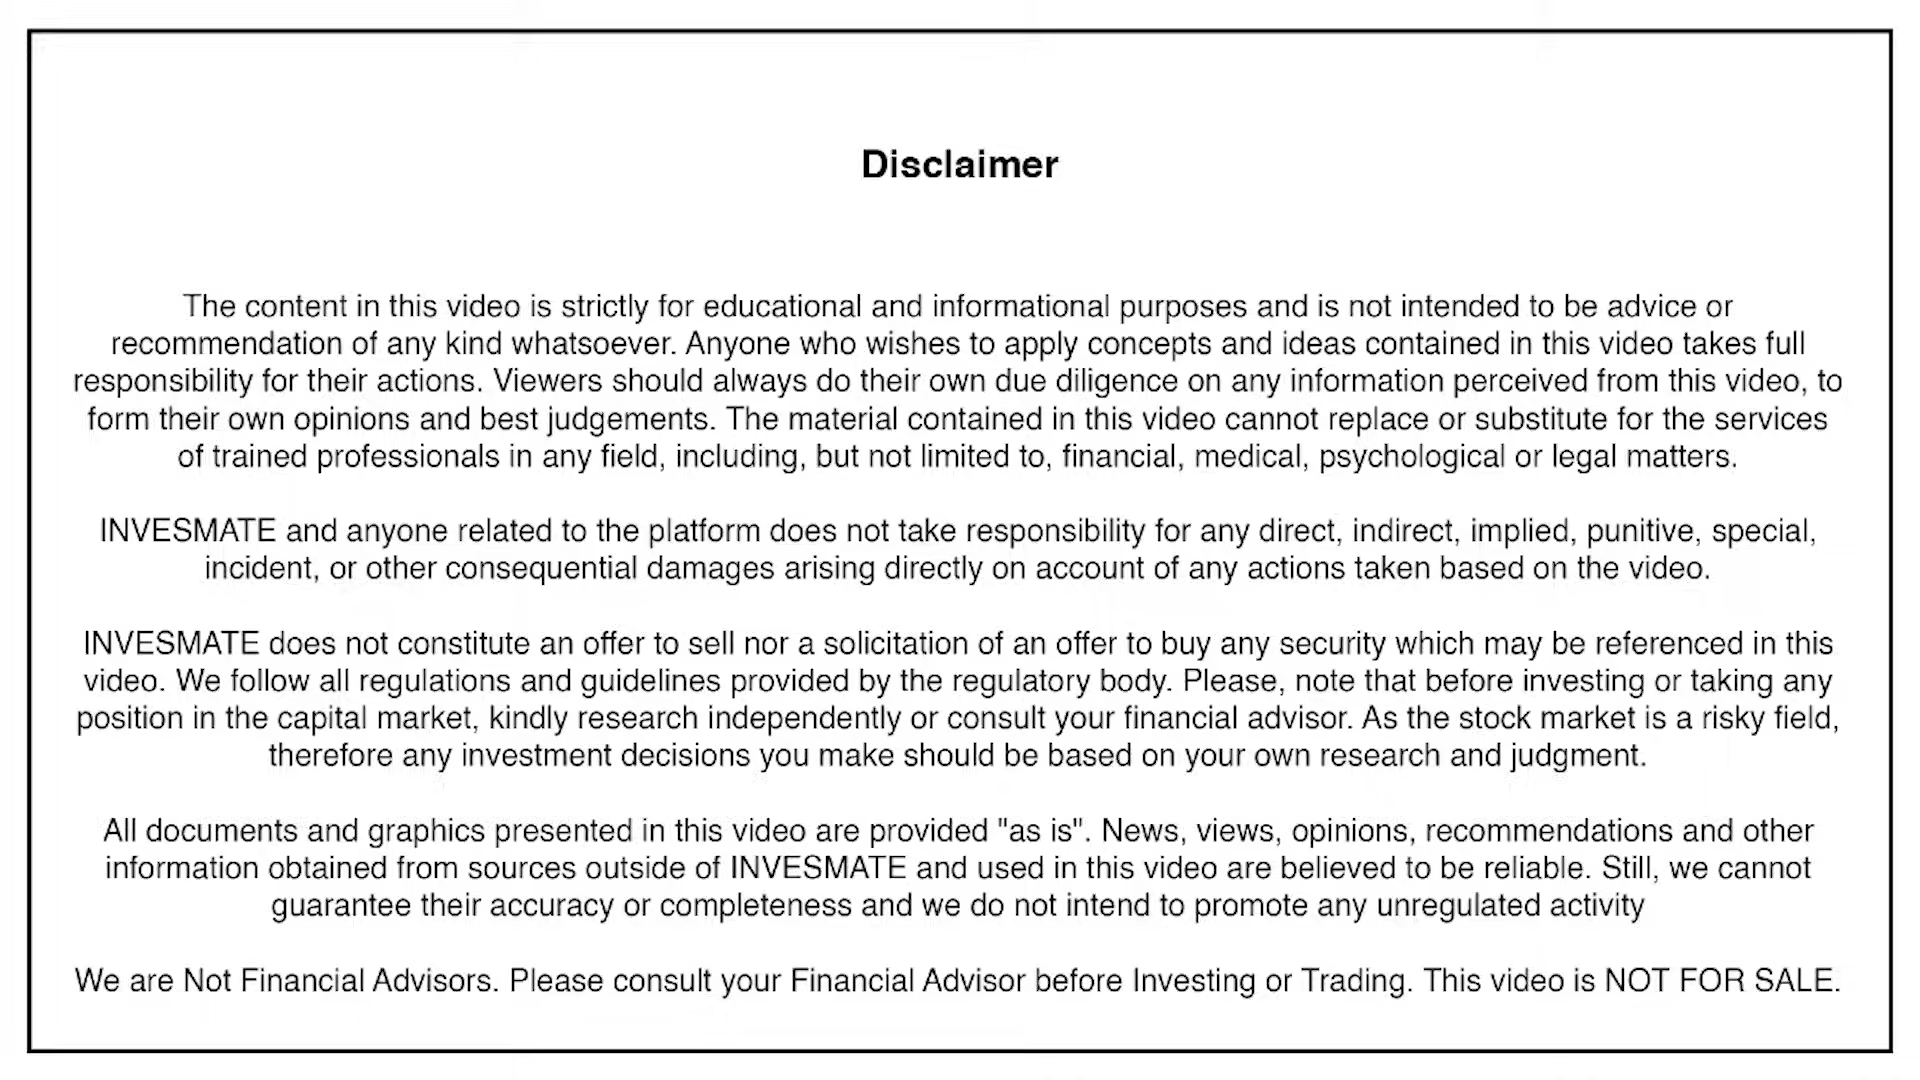 Disclaimer
The content in this video is strictly for educational and informational purposes and is not intended to be advice or
recommendation of any kind whatsoever. Anyone who wishes to apply concepts and ideas contained in this video takes full
responsibility for their actions. Viewers should always do their own due diligence on any information perceived from this video, to
form their own opinions and best judgements. The material contained in this video cannot replace or substitute for the services
of trained professionals in any field, including, but not limited to, financial, medical, psychological or legal matters.
INVESMATE and anyone related to the platform does not take responsibility for any direct, indirect, implied, punitive, special,
incident, or other consequential damages arising directly on account of any actions taken based on the video.
INVESMATE does not constitute an offer to sell nor a solicitation of an offer to buy any security which may be referenced in this
video. We follow all regulations and guidelines provided by the regulatory body. Please, note that before investing or taking any
position in the capital market, kindly research independently or consult your financial advisor. As the stock market is a risky field,
therefore any investment decisions you make should be based on your own research and judgment.
All documents and graphics presented in this video are provided "as is". News, views, opinions, recommendations and other
information obtained from sources outside of INVESMATE and used in this video are believed to be reliable. Still, we cannot
guarantee their accuracy or completeness and we do not intend to promote any unregulated activity
We are Not Financial Advisors. Please consult your Financial Advisor before Investing or Trading. This video is NOT FOR SALE.